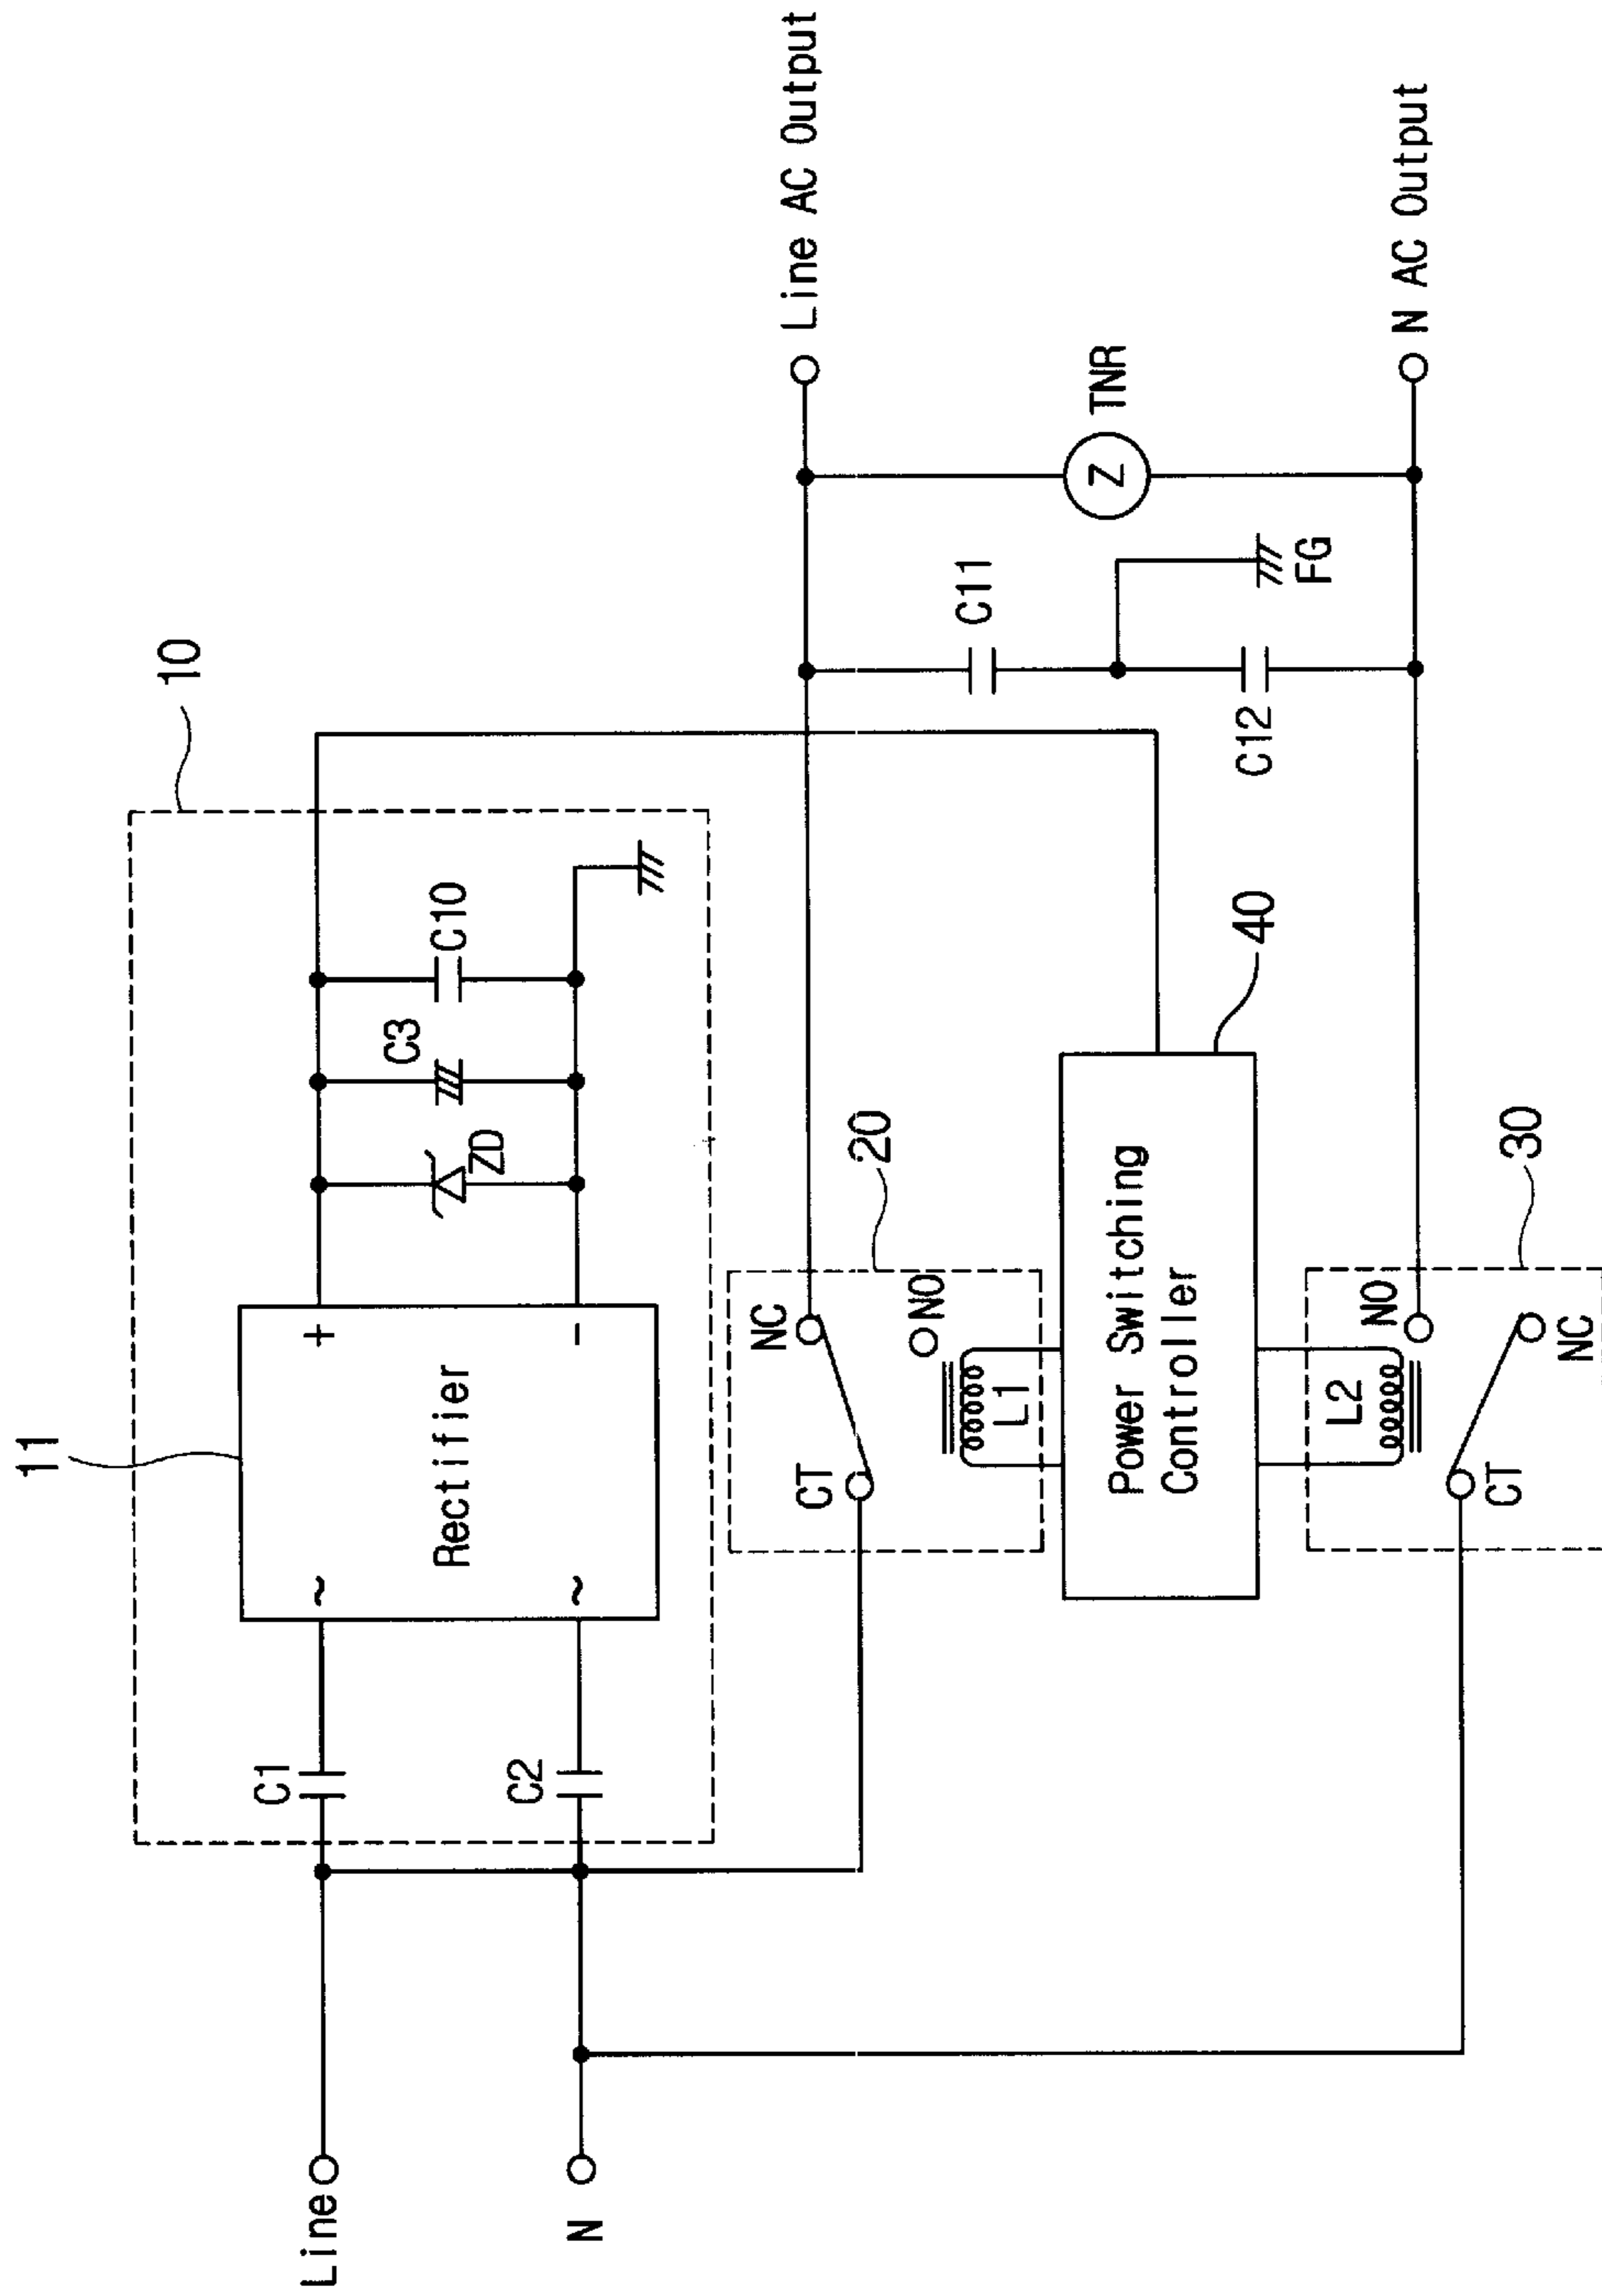 10
11
C1
~
+
C3
C10
Rectifier
ZD
C2
~
-
Line
N
20
CT
NC
NO
L1
Line AC Output
Power Switching
Controller
40
C11
TNR
Z
FG
C12
L2
NO
N AC Output
CT
NC
30